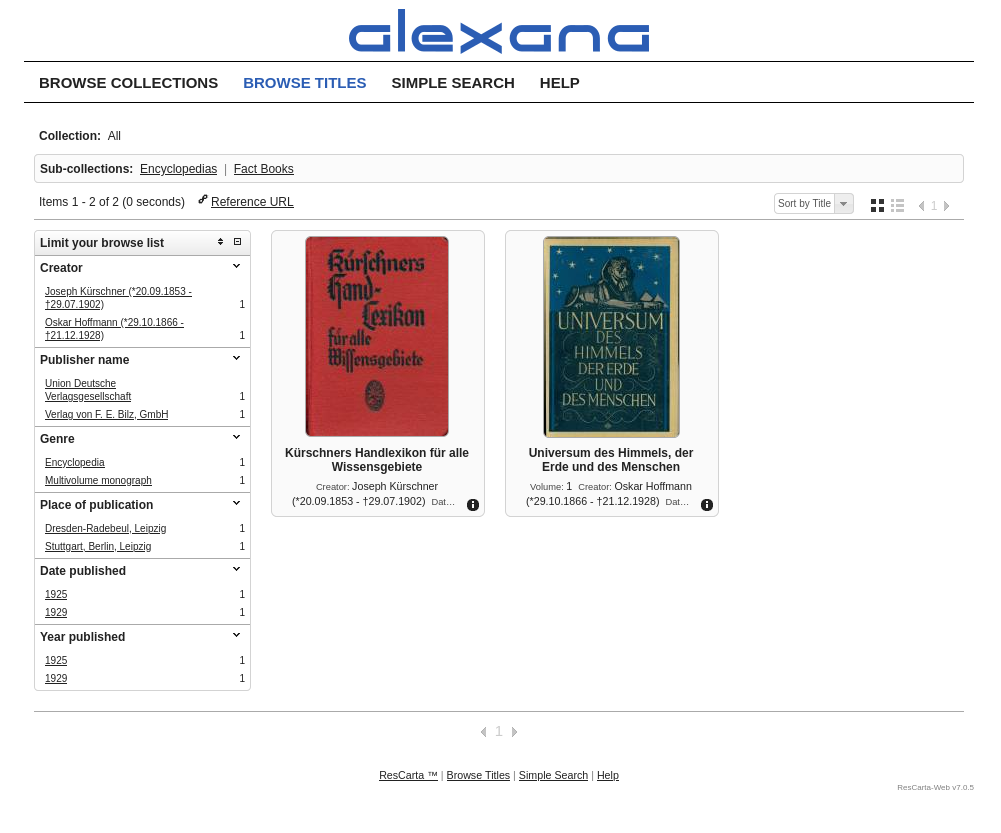 alexana
BROWSE COLLECTIONS BROWSE TITLES SIMPLE SEARCH HELP
Collection: All
Sub-collections: Encyclopedias | Fact Books
Items 1 - 2 of 2 (0 seconds) Reference URL
Sort by Title
1
Limit your browse list
Creator
Joseph Kürschner (*20.09.1853 -
†29.07.1902) 1
Oskar Hoffmann (*29.10.1866 -
†21.12.1928) 1
Publisher name
Union Deutsche
Verlagsgesellschaft 1
Verlag von F. E. Bilz, GmbH 1
Genre
Encyclopedia 1
Multivolume monograph 1
Place of publication
Dresden-Radebeul, Leipzig 1
Stuttgart, Berlin, Leipzig 1
Date published
1925 1
1929 1
Year published
1925 1
1929 1
Kürschners
Hand-
Lexikon
für alle
Wissensgebiete
Kürschners Handlexikon für alle
Wissensgebiete
Creator: Joseph Kürschner
(*20.09.1853 - †29.07.1902) Dat…
UNIVERSUM
DES
HIMMELS
DER ERDE
UND
DES MENSCHEN
Universum des Himmels, der
Erde und des Menschen
Volume: 1 Creator: Oskar Hoffmann
(*29.10.1866 - †21.12.1928) Dat…
1
ResCarta ™ | Browse Titles | Simple Search | Help
ResCarta-Web v7.0.5